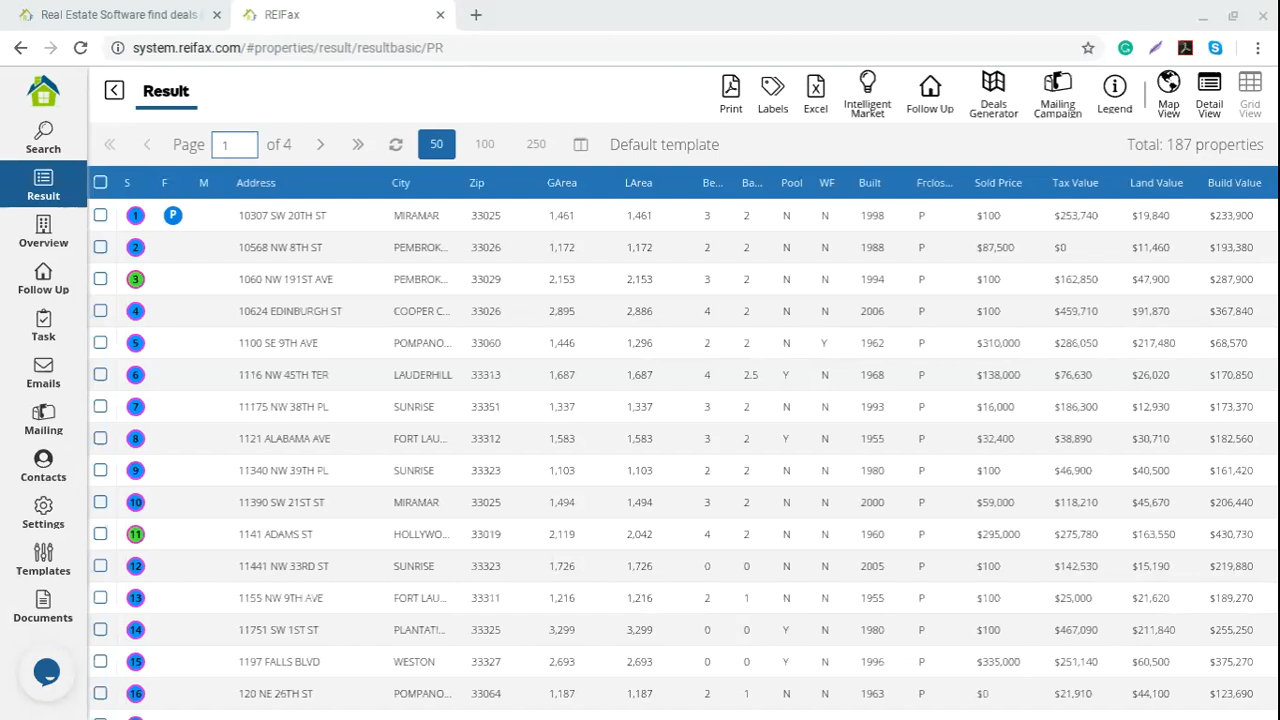 Real Estate Software find deals
REIFax
system.reifax.com/#properties/result/resultbasic/PR
Result
Print Labels Excel Intelligent Market Follow Up Deals Generator Mailing Campaign Legend Map View Detail View Grid View
Page 1 of 4 50 100 250 Default template Total: 187 properties
S F M Address City Zip GArea LArea Be... Ba... Pool WF Built Frclos... Sold Price Tax Value Land Value Build Value
1 P 10307 SW 20TH ST MIRAMAR 33025 1,461 1,461 3 2 N N 1998 P $100 $253,740 $19,840 $233,900
2 10568 NW 8TH ST PEMBROK... 33026 1,172 1,172 2 2 N N 1988 P $87,500 $0 $11,460 $193,380
3 1060 NW 191ST AVE PEMBROK... 33029 2,153 2,153 3 2 N N 1994 P $100 $162,850 $47,900 $287,900
4 10624 EDINBURGH ST COOPER C... 33026 2,895 2,886 4 2 N N 2006 P $100 $459,710 $91,870 $367,840
5 1100 SE 9TH AVE POMPANO... 33060 1,446 1,296 2 2 N Y 1962 P $310,000 $286,050 $217,480 $68,570
6 1116 NW 45TH TER LAUDERHILL 33313 1,687 1,687 4 2.5 Y N 1968 P $138,000 $76,630 $26,020 $170,850
7 11175 NW 38TH PL SUNRISE 33351 1,337 1,337 3 2 N N 1993 P $16,000 $186,300 $12,930 $173,370
8 1121 ALABAMA AVE FORT LAU... 33312 1,583 1,583 3 2 Y N 1955 P $32,400 $38,890 $30,710 $182,560
9 11340 NW 39TH PL SUNRISE 33323 1,103 1,103 2 2 N N 1980 P $100 $46,900 $40,500 $161,420
10 11390 SW 21ST ST MIRAMAR 33025 1,494 1,494 3 2 N N 2000 P $59,000 $118,210 $45,670 $206,440
11 1141 ADAMS ST HOLLYWO... 33019 2,119 2,042 4 2 N N 1960 P $295,000 $275,780 $163,550 $430,730
12 11441 NW 33RD ST SUNRISE 33323 1,726 1,726 0 0 N N 2005 P $100 $142,530 $15,190 $219,880
13 1155 NW 9TH AVE FORT LAU... 33311 1,216 1,216 2 1 N N 1955 P $100 $25,000 $21,620 $189,270
14 11751 SW 1ST ST PLANTATI... 33325 3,299 3,299 0 0 Y N 1980 P $100 $467,090 $211,840 $255,250
15 1197 FALLS BLVD WESTON 33327 2,693 2,693 0 0 Y N 1996 P $335,000 $251,140 $60,500 $375,270
16 120 NE 26TH ST POMPANO... 33064 1,187 1,187 2 1 N N 1963 P $0 $21,910 $44,100 $123,690
Search
Result
Overview
Follow Up
Task
Emails
Mailing
Contacts
Settings
Templates
Documents